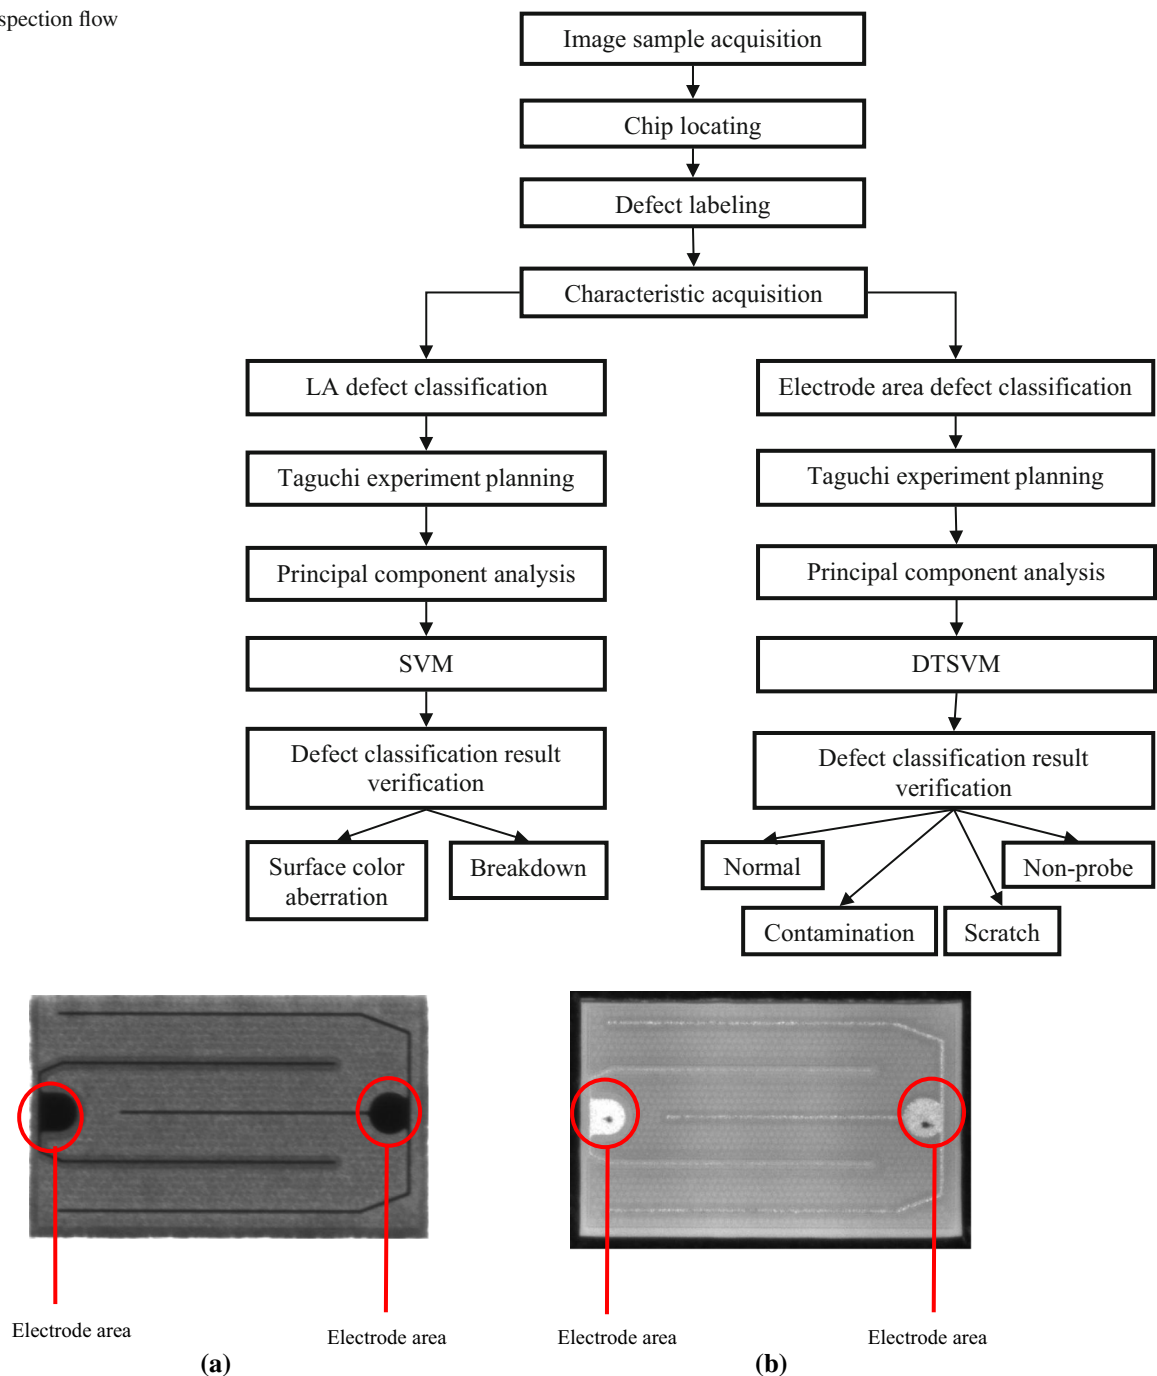 spection flow
Image sample acquisition
Chip locating
Defect labeling
Characteristic acquisition
LA defect classification
Taguchi experiment planning
Principal component analysis
SVM
Defect classification result
verification
Surface color
aberration
Breakdown
Electrode area defect classification
Taguchi experiment planning
Principal component analysis
DTSVM
Defect classification result
verification
Normal
Non-probe
Contamination
Scratch
Electrode area
Electrode area
(a)
Electrode area
Electrode area
(b)